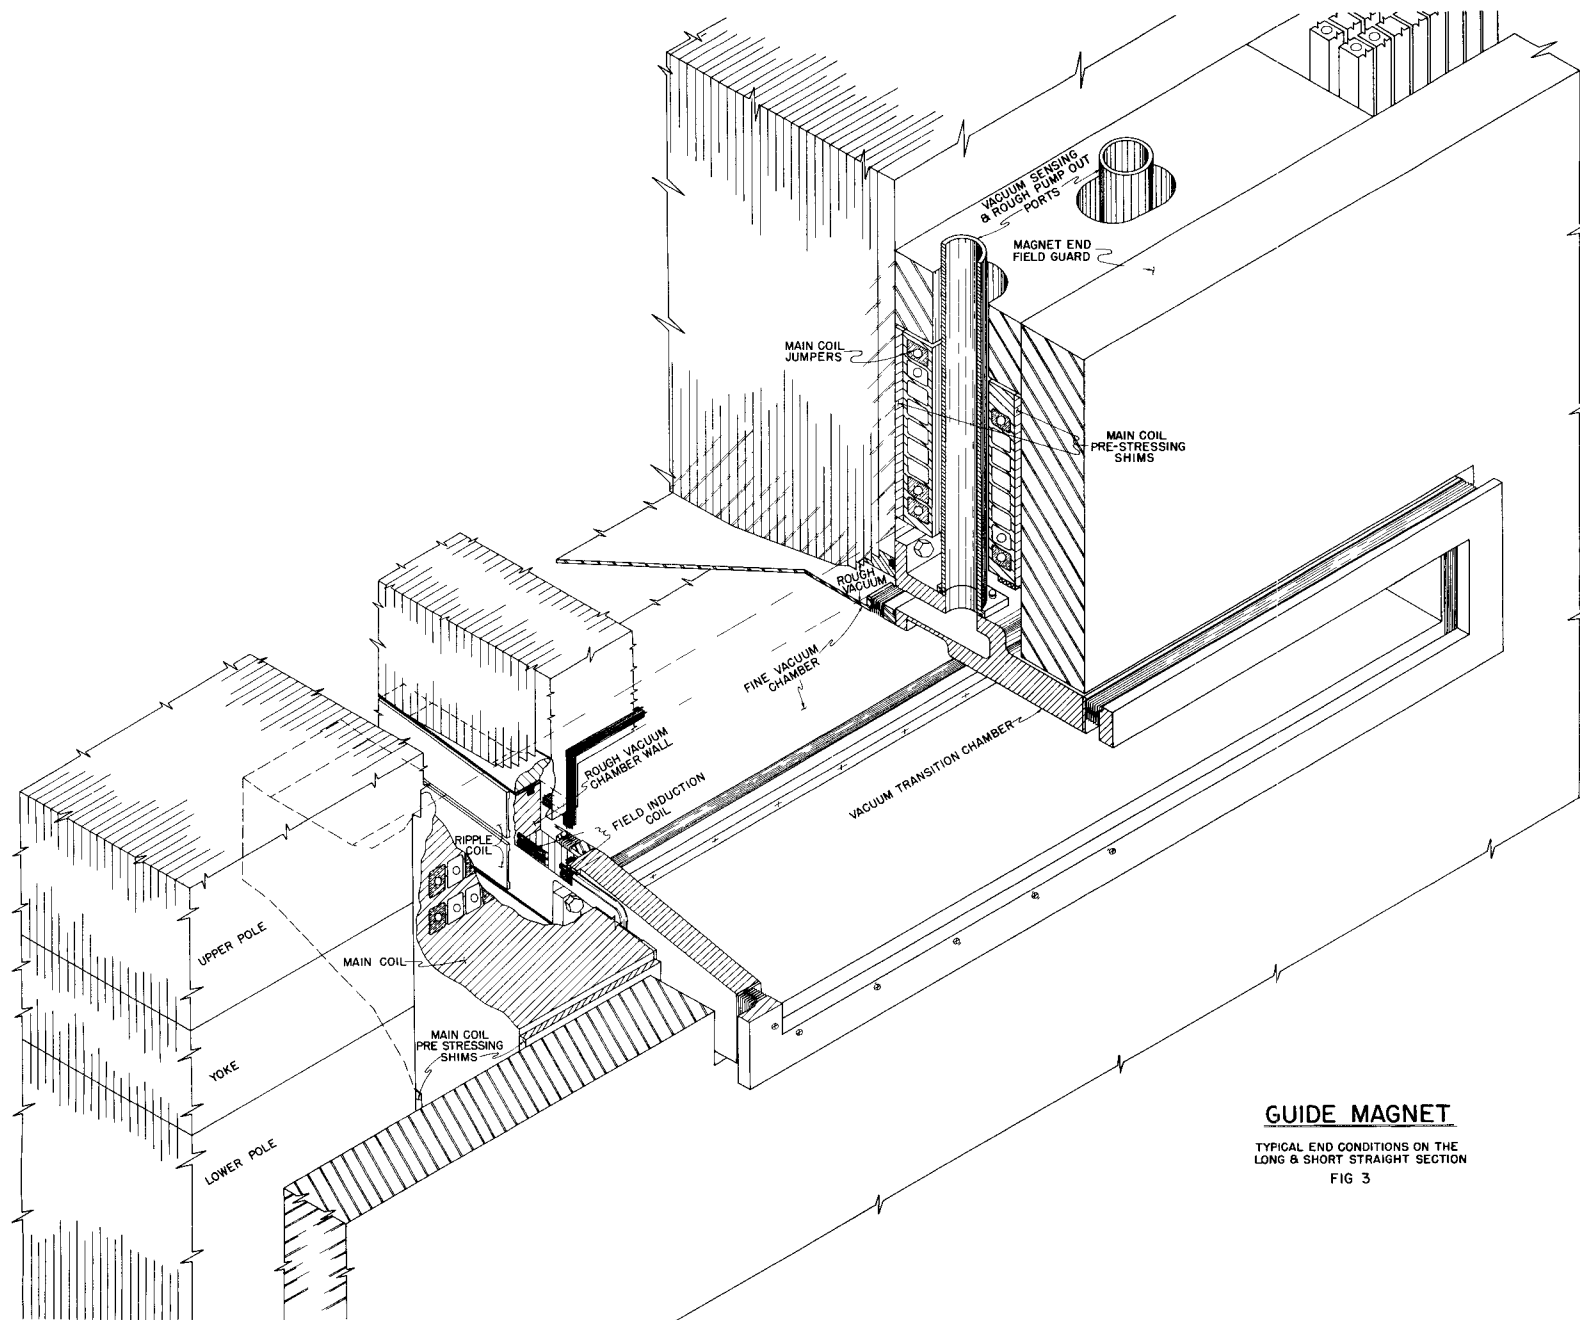 VACUUM SENSING
& ROUGH PUMP OUT
PORTS
MAGNET END
FIELD GUARD
MAIN COIL
JUMPERS
MAIN COIL
PRE-STRESSING
SHIMS
ROUGH
VACUUM
FINE VACUUM
CHAMBER
ROUGH VACUUM
CHAMBER WALL
FIELD INDUCTION
COIL
VACUUM TRANSITION CHAMBER
RIPPLE
COIL
UPPER POLE
MAIN COIL
MAIN COIL
PRE STRESSING
SHIMS
YOKE
LOWER POLE
GUIDE MAGNET
TYPICAL END CONDITIONS ON THE
LONG & SHORT STRAIGHT SECTION
FIG 3